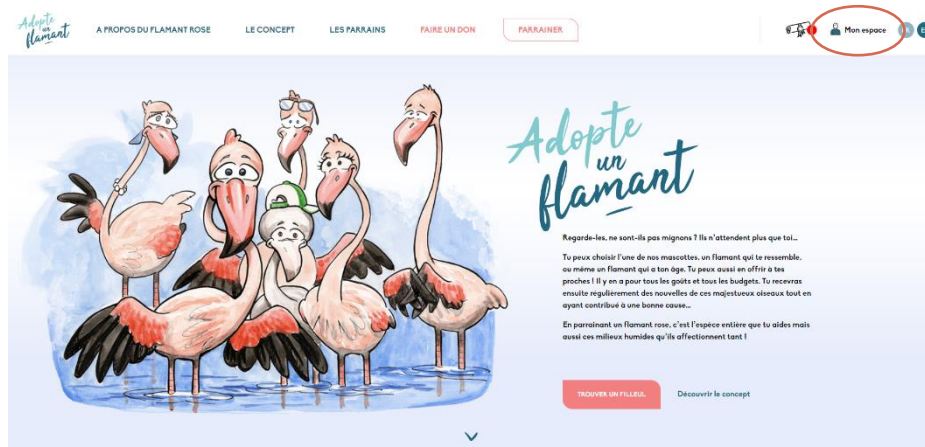 Adopte
un
flamant
A PROPOS DU FLAMANT ROSE
LE CONCEPT
LES PARRAINS
FAIRE UN DON
PARRAINER
Mon espace
Adopte
un
flamant
Regarde-les, ne sont-ils pas mignons ? Ils n'attendent plus que toi...
Tu peux choisir l'une de nos mascottes, un flamant qui te ressemble,
ou même un flamant qui a ton âge. Tu peux aussi en offrir à tes
proches ! Il y en a pour tous les goûts et tous les budgets. Tu recevras
ensuite régulièrement des nouvelles de ces majestueux oiseaux tout en
ayant contribué à une bonne cause...
En parrainant un flamant rose, c'est l'espèce entière que tu aides mais
aussi ces milieux humides qu'ils affectionnent tant !
TROUVER UN FILLEUL
Découvrir le concept